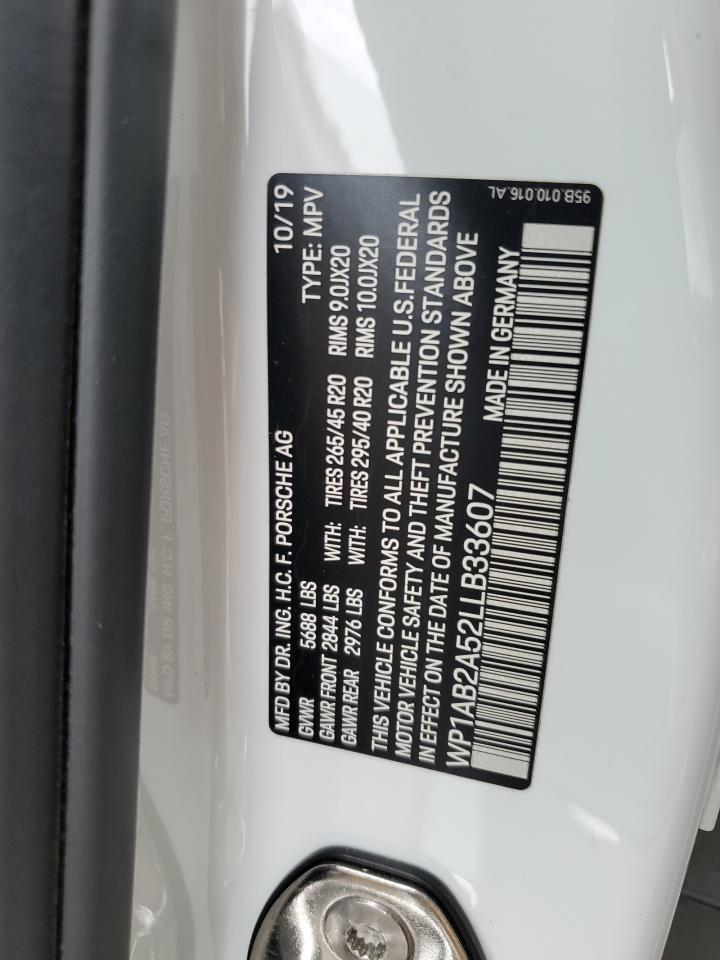 MFD BY DR. ING. H.C. F. PORSCHE AG 10/19
GVWR 5688 LBS TYPE: MPV
GAWR FRONT 2844 LBS WITH: TIRES 265/45 R20 RIMS 9.0JX20
GAWR REAR 2976 LBS WITH: TIRES 295/40 R20 RIMS 10.0JX20
THIS VEHICLE CONFORMS TO ALL APPLICABLE U.S.FEDERAL
MOTOR VEHICLE SAFETY AND THEFT PREVENTION STANDARDS
IN EFFECT ON THE DATE OF MANUFACTURE SHOWN ABOVE
WP1AB2A52LLB33607 MADE IN GERMANY
95B.010.016.AL